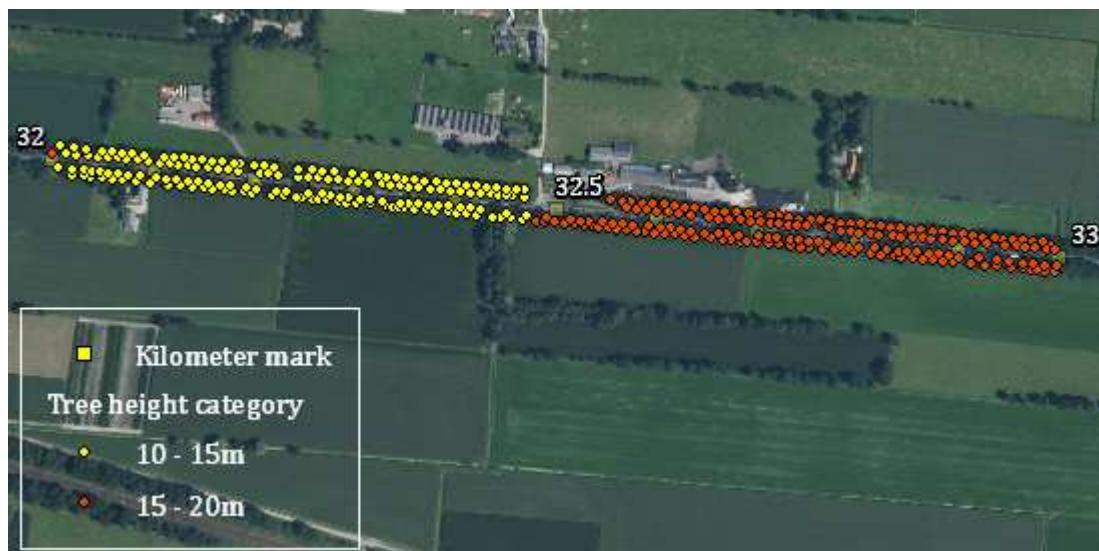 32
32.5
33
Kilometer mark
Tree height category
10 - 15m
15 - 20m